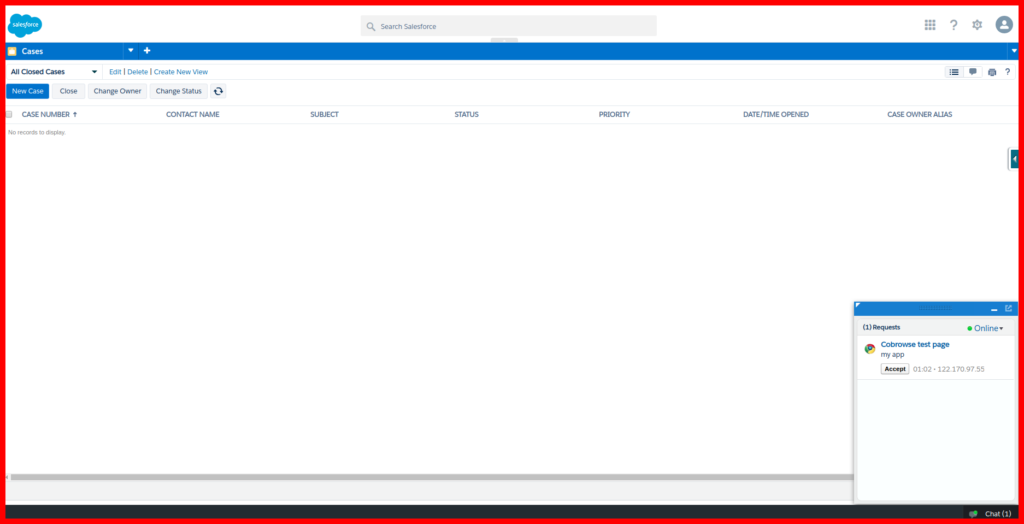 salesforce
Search Salesforce
?
Cases
+
All Closed Cases
Edit | Delete | Create New View
?
New Case
Close
Change Owner
Change Status
CASE NUMBER ↑
CONTACT NAME
SUBJECT
STATUS
PRIORITY
DATE/TIME OPENED
CASE OWNER ALIAS
No records to display.
(1) Requests
Online
Cobrowse test page
my app
Accept
01:02 • 122.170.97.55
Chat (1)